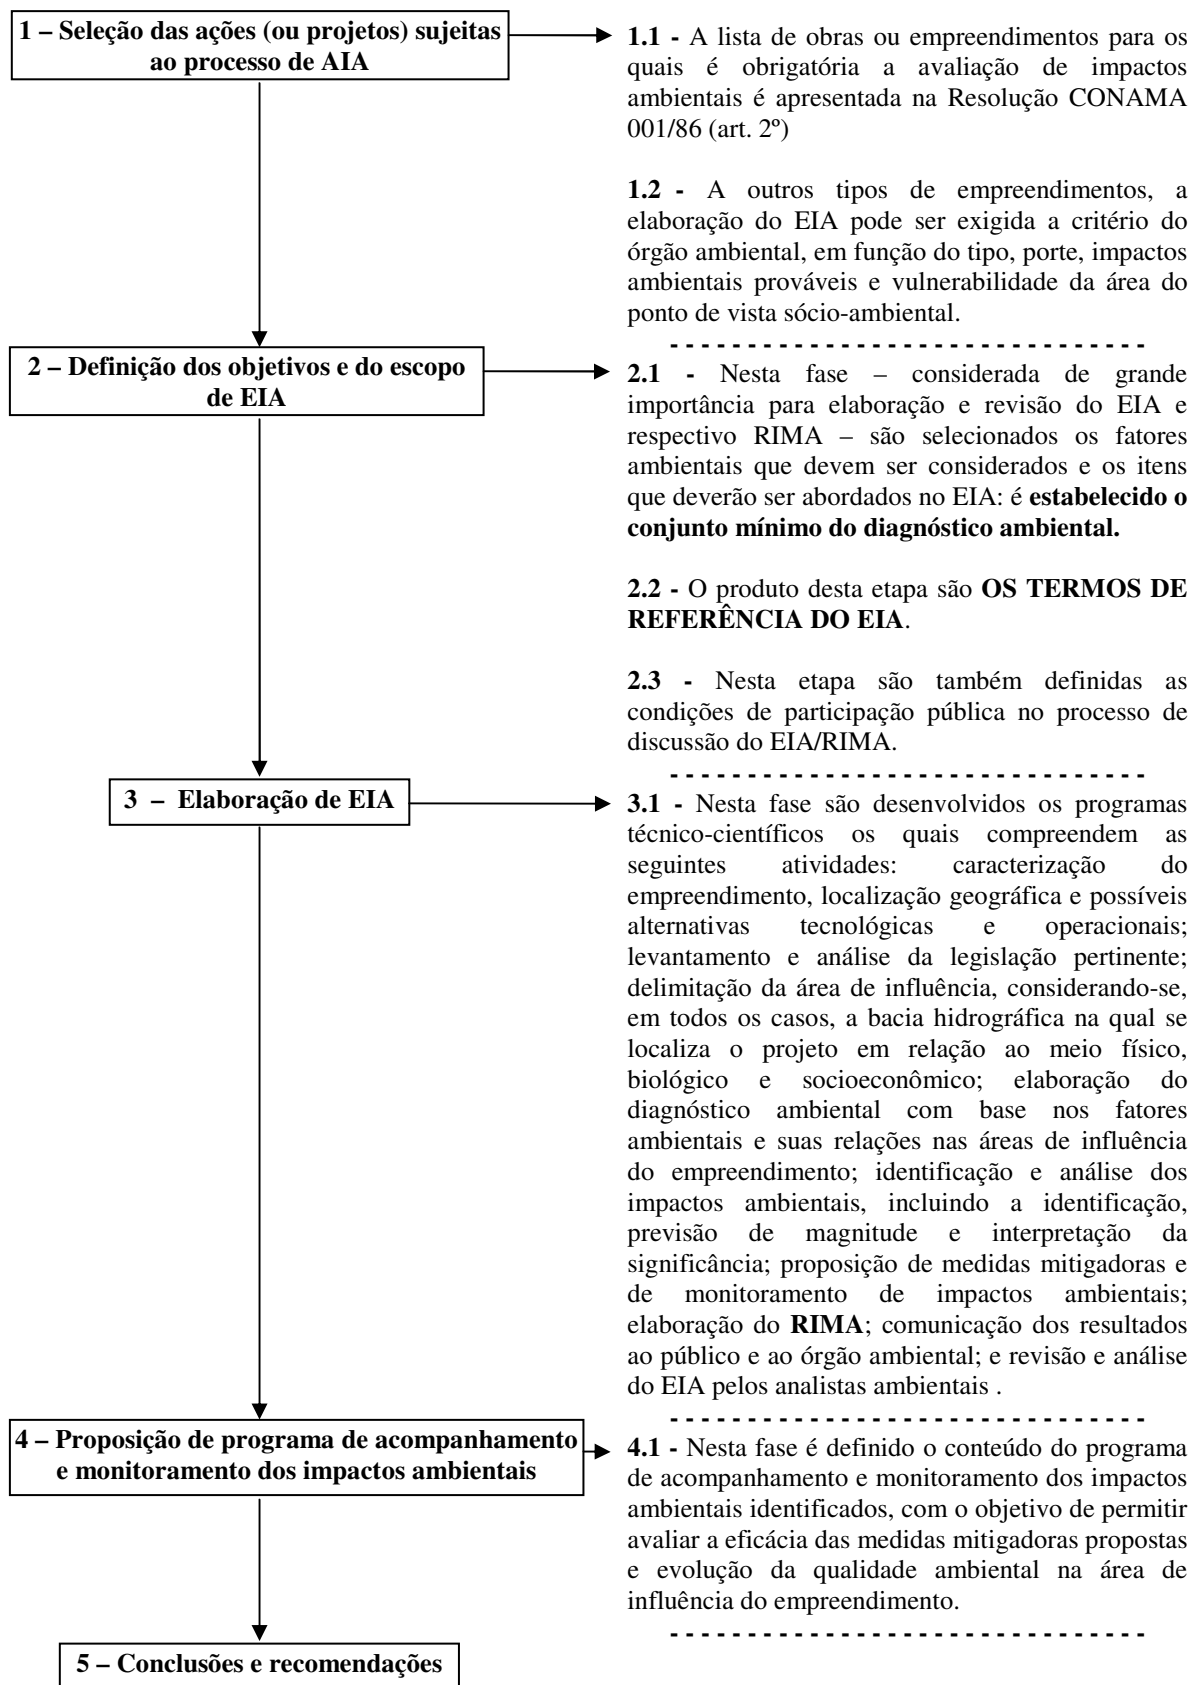 1 – Seleção das ações (ou projetos) sujeitas
ao processo de AIA
1.1 - A lista de obras ou empreendimentos para os
quais é obrigatória a avaliação de impactos
ambientais é apresentada na Resolução CONAMA
001/86 (art. 2º)
1.2 - A outros tipos de empreendimentos, a
elaboração do EIA pode ser exigida a critério do
órgão ambiental, em função do tipo, porte, impactos
ambientais prováveis e vulnerabilidade da área do
ponto de vista sócio-ambiental.
2 – Definição dos objetivos e do escopo
de EIA
2.1 - Nesta fase – considerada de grande
importância para elaboração e revisão do EIA e
respectivo RIMA – são selecionados os fatores
ambientais que devem ser considerados e os itens
que deverão ser abordados no EIA: é estabelecido o
conjunto mínimo do diagnóstico ambiental.
2.2 - O produto desta etapa são OS TERMOS DE
REFERÊNCIA DO EIA.
2.3 - Nesta etapa são também definidas as
condições de participação pública no processo de
discussão do EIA/RIMA.
3 – Elaboração de EIA
3.1 - Nesta fase são desenvolvidos os programas
técnico-científicos os quais compreendem as
seguintes atividades: caracterização do
empreendimento, localização geográfica e possíveis
alternativas tecnológicas e operacionais;
levantamento e análise da legislação pertinente;
delimitação da área de influência, considerando-se,
em todos os casos, a bacia hidrográfica na qual se
localiza o projeto em relação ao meio físico,
biológico e socioeconômico; elaboração do
diagnóstico ambiental com base nos fatores
ambientais e suas relações nas áreas de influência
do empreendimento; identificação e análise dos
impactos ambientais, incluindo a identificação,
previsão de magnitude e interpretação da
significância; proposição de medidas mitigadoras e
de monitoramento de impactos ambientais;
elaboração do RIMA; comunicação dos resultados
ao público e ao órgão ambiental; e revisão e análise
do EIA pelos analistas ambientais .
4 – Proposição de programa de acompanhamento
e monitoramento dos impactos ambientais
4.1 - Nesta fase é definido o conteúdo do programa
de acompanhamento e monitoramento dos impactos
ambientais identificados, com o objetivo de permitir
avaliar a eficácia das medidas mitigadoras propostas
e evolução da qualidade ambiental na área de
influência do empreendimento.
5 – Conclusões e recomendações